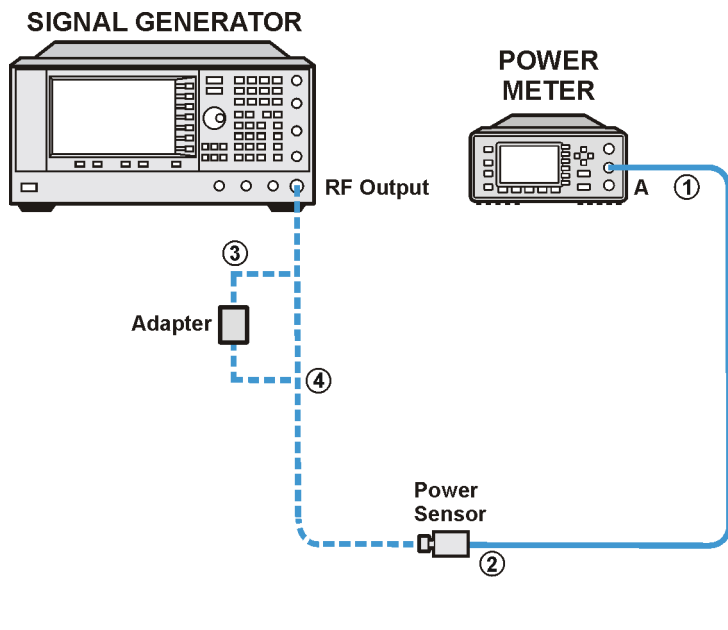 SIGNAL GENERATOR
POWER
METER
RF Output
A
1
3
Adapter
4
Power
Sensor
2